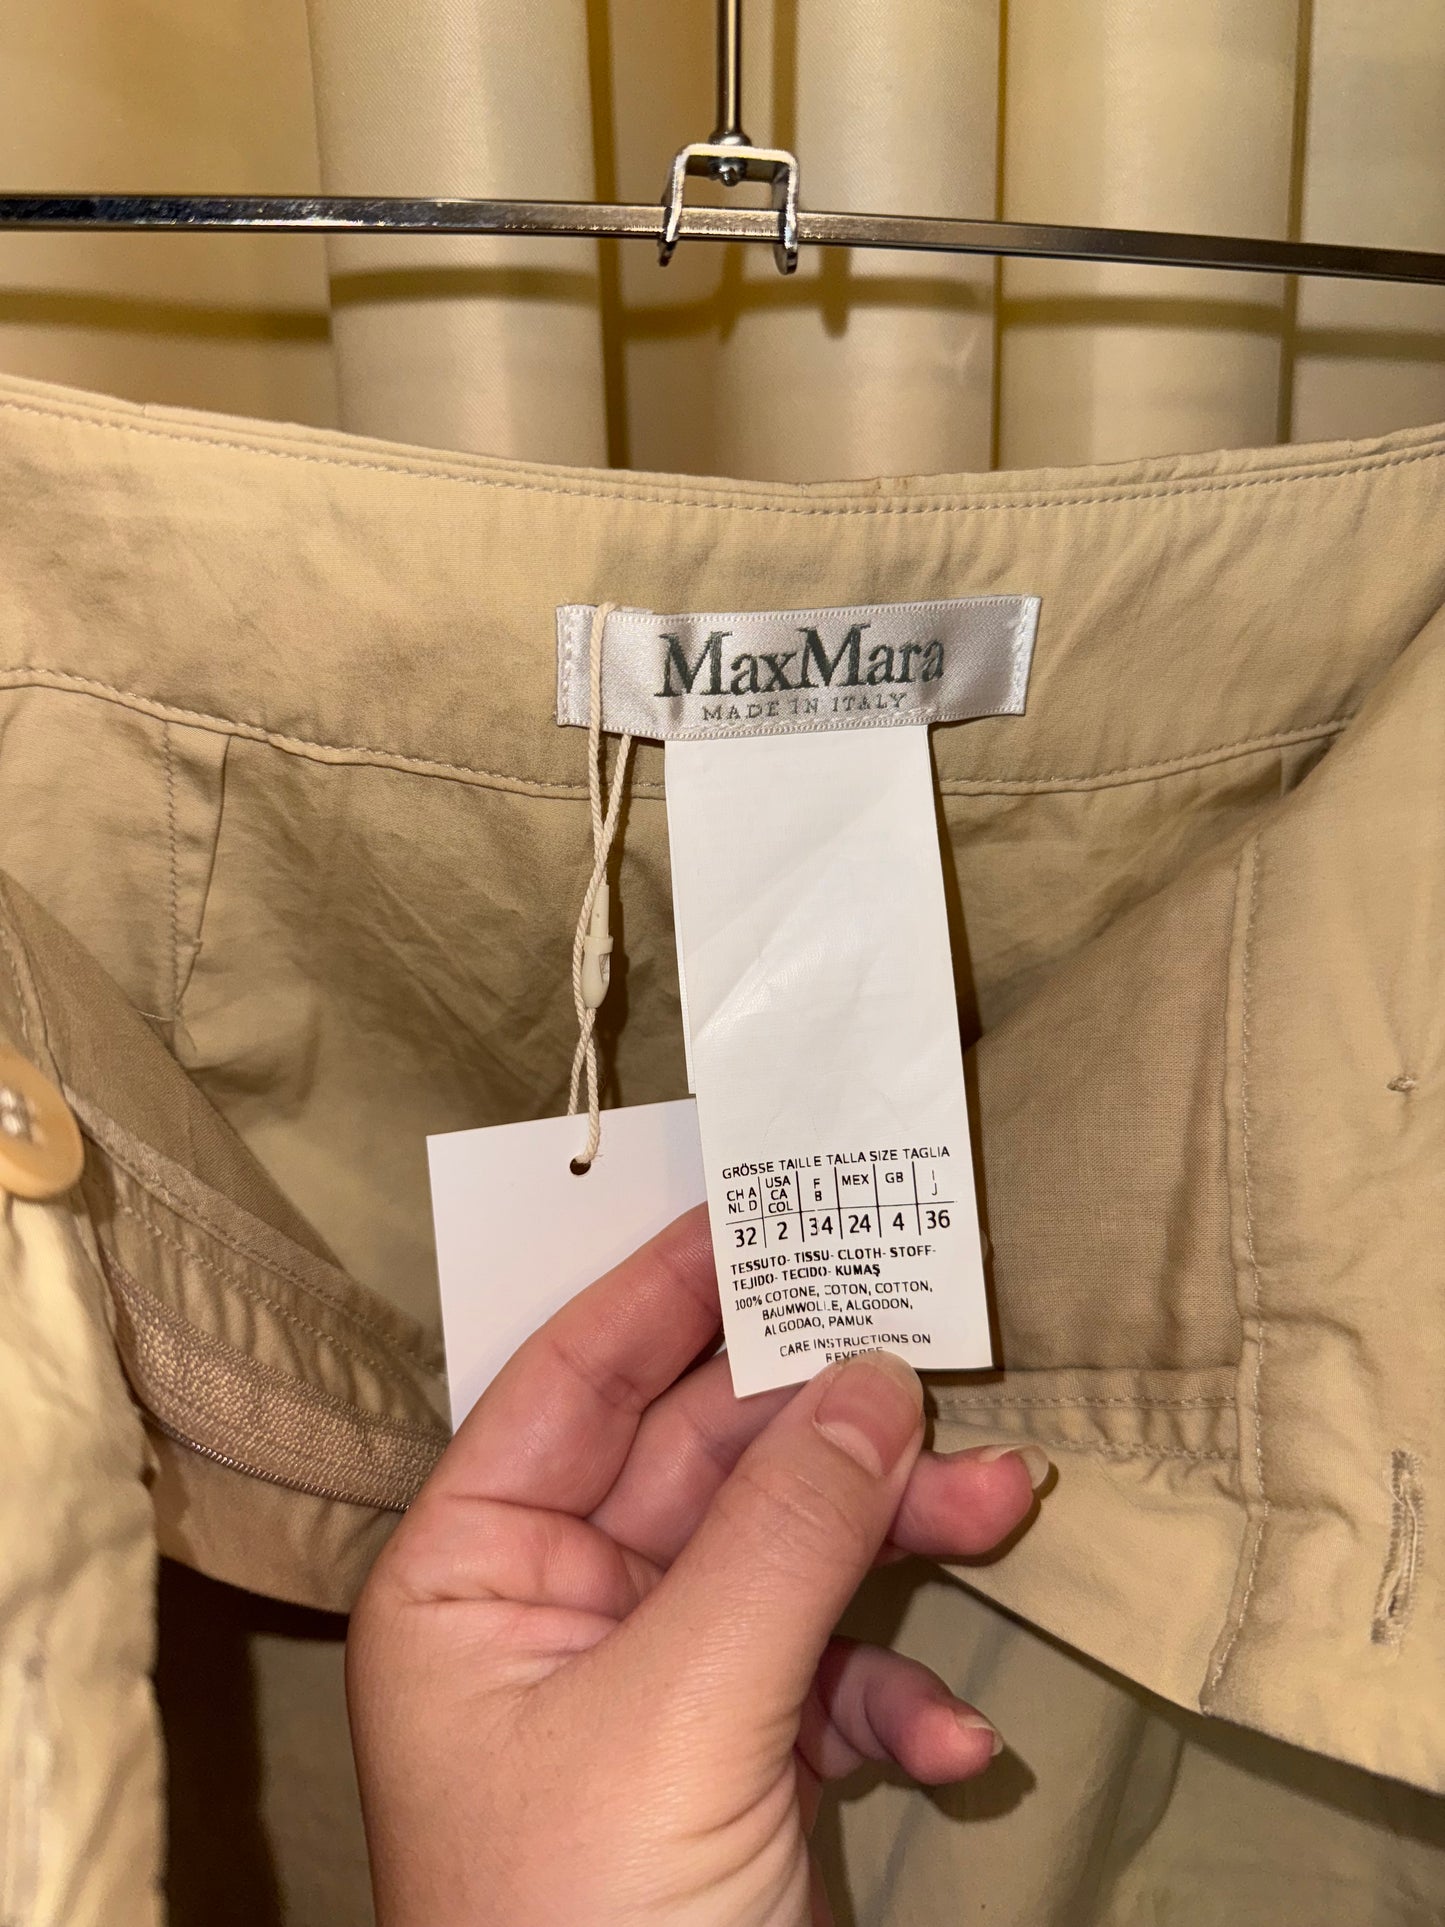 MaxMara
MADE IN ITALY
GRÖSSE TAILLE TALLA SIZE TAGLIA
CH A NL D USA CA COL F B MEX GB I J
32 2 34 24 4 36
TESSUTO- TISSU- CLOTH- STOFF-
TEJIDO- TECIDO- KUMAŞ
100% COTONE, COTON, COTTON,
BAUMWOLLE, ALGODON,
ALGODAO, PAMUK
CARE INSTRUCTIONS ON
REVERSE